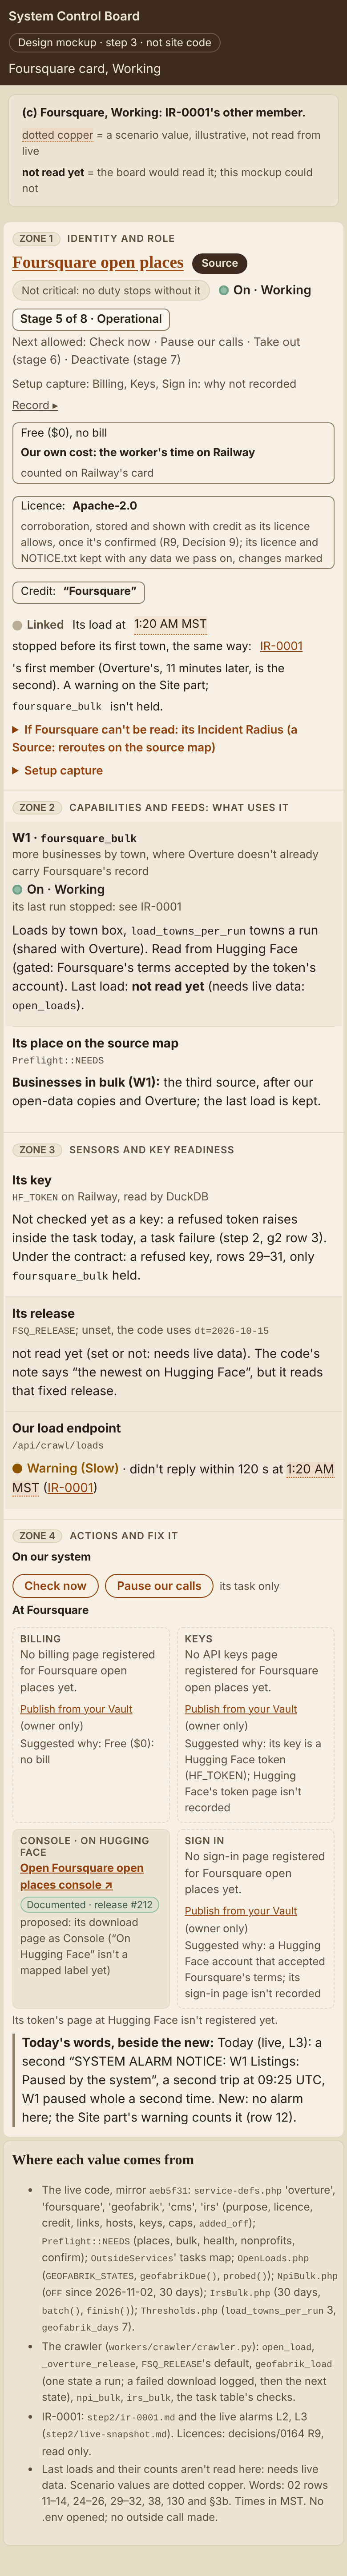 System Control Board
Design mockup · step 3 · not site code
Foursquare card, Working
(c) Foursquare, Working: IR-0001's other member.
dotted copper = a scenario value, illustrative, not read from
live
not read yet = the board would read it; this mockup could
not
ZONE 1 IDENTITY AND ROLE
Foursquare open places Source
Not critical: no duty stops without it On · Working
Stage 5 of 8 · Operational
Next allowed: Check now · Pause our calls · Take out
(stage 6) · Deactivate (stage 7)
Setup capture: Billing, Keys, Sign in: why not recorded
Record ▸
Free ($0), no bill
Our own cost: the worker's time on Railway
counted on Railway's card
Licence: Apache-2.0
corroboration, stored and shown with credit as its licence
allows, once it's confirmed (R9, Decision 9); its licence and
NOTICE.txt kept with any data we pass on, changes marked
Credit: “Foursquare”
Linked Its load at 1:20 AM MST
stopped before its first town, the same way: IR-0001
's first member (Overture's, 11 minutes later, is the
second). A warning on the Site part;
foursquare_bulk isn't held.
▶ If Foursquare can't be read: its Incident Radius (a
Source: reroutes on the source map)
▶ Setup capture
ZONE 2 CAPABILITIES AND FEEDS: WHAT USES IT
W1 · foursquare_bulk
more businesses by town, where Overture doesn't already
carry Foursquare's record
On · Working
its last run stopped: see IR-0001
Loads by town box, load_towns_per_run towns a run
(shared with Overture). Read from Hugging Face
(gated: Foursquare's terms accepted by the token's
account). Last load: not read yet (needs live data:
open_loads).
Its place on the source map
Preflight::NEEDS
Businesses in bulk (W1): the third source, after our
open-data copies and Overture; the last load is kept.
ZONE 3 SENSORS AND KEY READINESS
Its key
HF_TOKEN on Railway, read by DuckDB
Not checked yet as a key: a refused token raises
inside the task today, a task failure (step 2, g2 row 3).
Under the contract: a refused key, rows 29–31, only
foursquare_bulk held.
Its release
FSQ_RELEASE; unset, the code uses dt=2026-10-15
not read yet (set or not: needs live data). The code's
note says “the newest on Hugging Face”, but it reads
that fixed release.
Our load endpoint
/api/crawl/loads
Warning (Slow) · didn't reply within 120 s at 1:20 AM
MST (IR-0001)
ZONE 4 ACTIONS AND FIX IT
On our system
Check now Pause our calls its task only
At Foursquare
BILLING
No billing page registered
for Foursquare open
places yet.
Publish from your Vault
(owner only)
Suggested why: Free ($0):
no bill
KEYS
No API keys page
registered for Foursquare
open places yet.
Publish from your Vault
(owner only)
Suggested why: its key is a
Hugging Face token
(HF_TOKEN); Hugging
Face's token page isn't
recorded
CONSOLE · ON HUGGING
FACE
Open Foursquare open
places console ↗
Documented · release #212
proposed: its download
page as Console (“On
Hugging Face” isn't a
mapped label yet)
SIGN IN
No sign-in page registered
for Foursquare open
places yet.
Publish from your Vault
(owner only)
Suggested why: a Hugging
Face account that accepted
Foursquare's terms; its
sign-in page isn't recorded
Its token's page at Hugging Face isn't registered yet.
Today's words, beside the new: Today (live, L3): a
second “SYSTEM ALARM NOTICE: W1 Listings:
Paused by the system”, a second trip at 09:25 UTC,
W1 paused whole a second time. New: no alarm
here; the Site part's warning counts it (row 12).
Where each value comes from
• The live code, mirror aeb5f31: service-defs.php 'overture',
'foursquare', 'geofabrik', 'cms', 'irs' (purpose, licence,
credit, links, hosts, keys, caps, added_off);
Preflight::NEEDS (places, bulk, health, nonprofits,
confirm); OutsideServices' tasks map; OpenLoads.php
(GEOFABRIK_STATES, geofabrikDue(), probed()); NpiBulk.php
(OFF since 2026-11-02, 30 days); IrsBulk.php (30 days,
batch(), finish()); Thresholds.php (load_towns_per_run 3,
geofabrik_days 7).
• The crawler (workers/crawler/crawler.py): open_load,
_overture_release, FSQ_RELEASE's default, geofabrik_load
(one state a run; a failed download logged, then the next
state), npi_bulk, irs_bulk, the task table's checks.
• IR-0001: step2/ir-0001.md and the live alarms L2, L3
(step2/live-snapshot.md). Licences: decisions/0164 R9,
read only.
• Last loads and their counts aren't read here: needs live
data. Scenario values are dotted copper. Words: 02 rows
11–14, 24–26, 29–32, 38, 130 and §3b. Times in MST. No
.env opened; no outside call made.